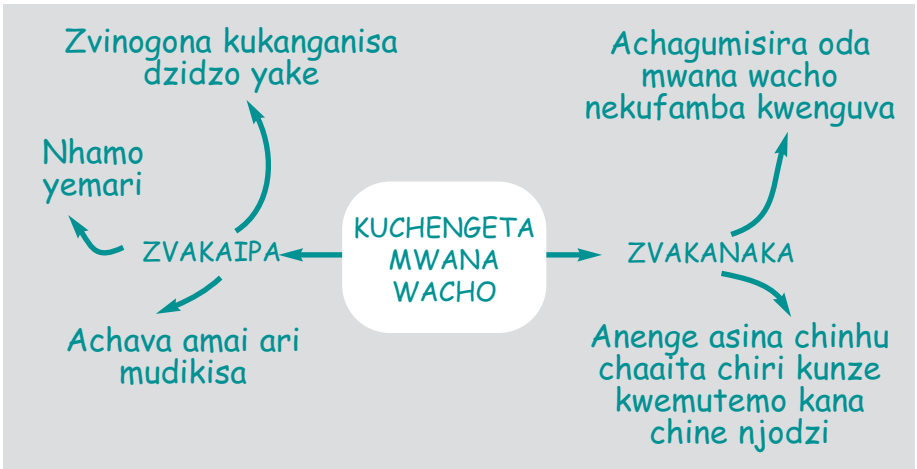 Zvinogona kukanganisa
dzidzo yake
Nhamo
yemari
ZVAKAIPA
Achava amai ari
mudikisa
KUCHENGETA
MWANA
WACHO
Achagumisira oda
mwana wacho
nekufamba kwenguva
ZVAKANAKA
Anenge asina chinhu
chaaita chiri kunze
kwemutemo kana
chine njodzi